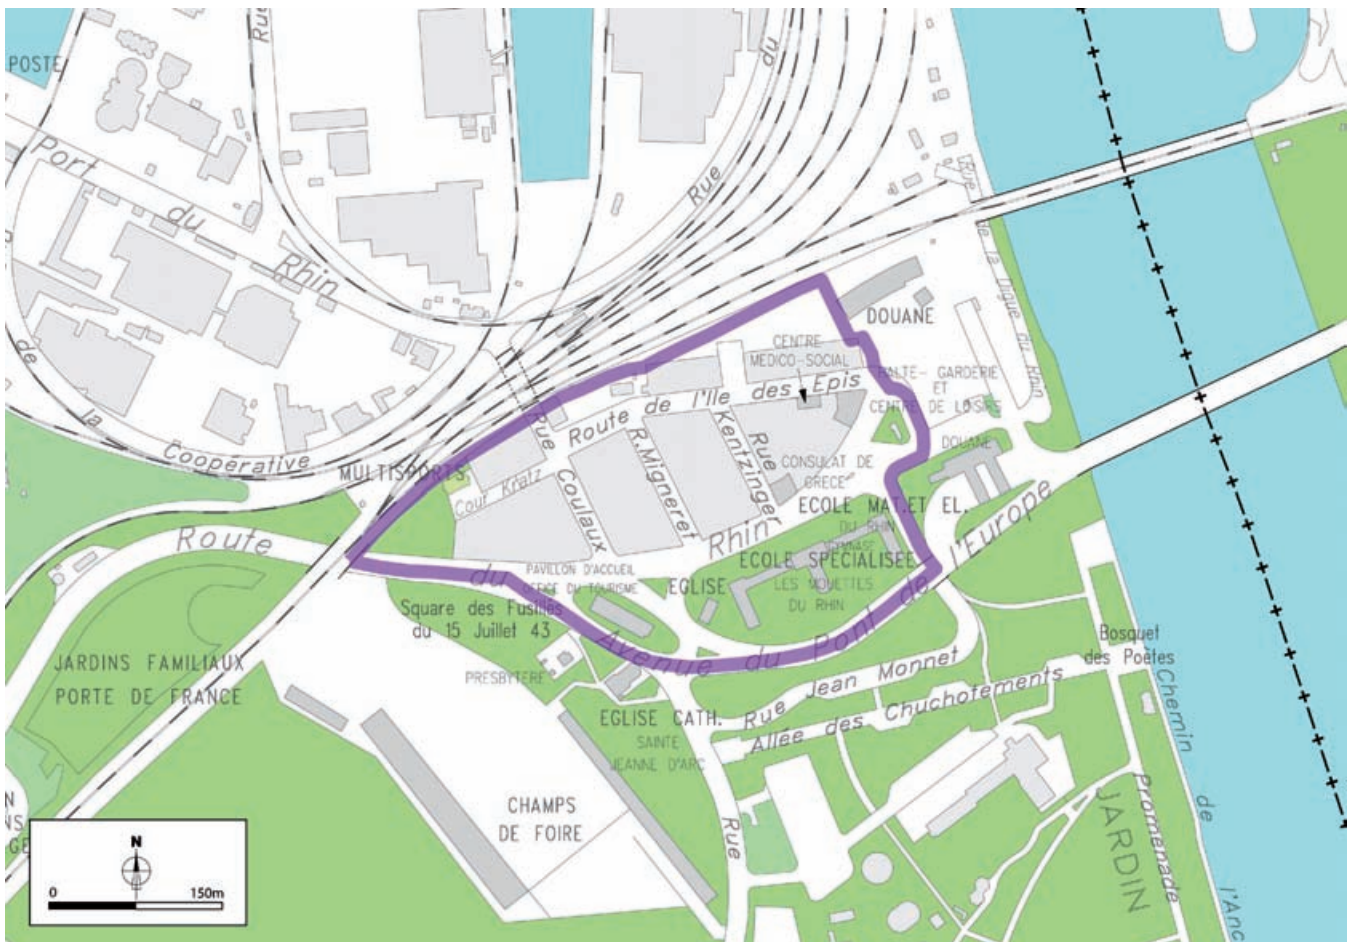 POSTE
Rue
du
Port
du
Rhin
Rue
Rue
de la Digue du Rhin
de
la
Coopérative
DOUANE
CENTRE
MEDICO-SOCIAL
HALTE- GARDERIE
ET
CENTRE DE LOISIRS
DOUANE
Route de l'Ile des Epis
Rue
Coulaux
R.Migneret
Rue
Kentzinger
MULTISPORTS
Cour Kratz
CONSULAT DE
GRECE
ECOLE MAT.ET EL.
DU RHIN
GYMNASE
ECOLE SPECIALISEE
LES MOUETTES
DU RHIN
Route
du
Rhin
PAVILLON D'ACCUEIL
OFFICE DU TOURISME
EGLISE
Avenue du Pont de l'Europe
Square des Fusillés
du 15 Juillet 43
PRESBYTERE
JARDINS FAMILIAUX
PORTE DE FRANCE
EGLISE CATH.
SAINTE
JEANNE D'ARC
Rue Jean Monnet
Allée des Chuchotements
Bosquet
des Poètes
Chemin
de
l'Anc
Promenade
JARDIN
CHAMPS
DE FOIRE
Rue
N
NS
GE
N
0 150m